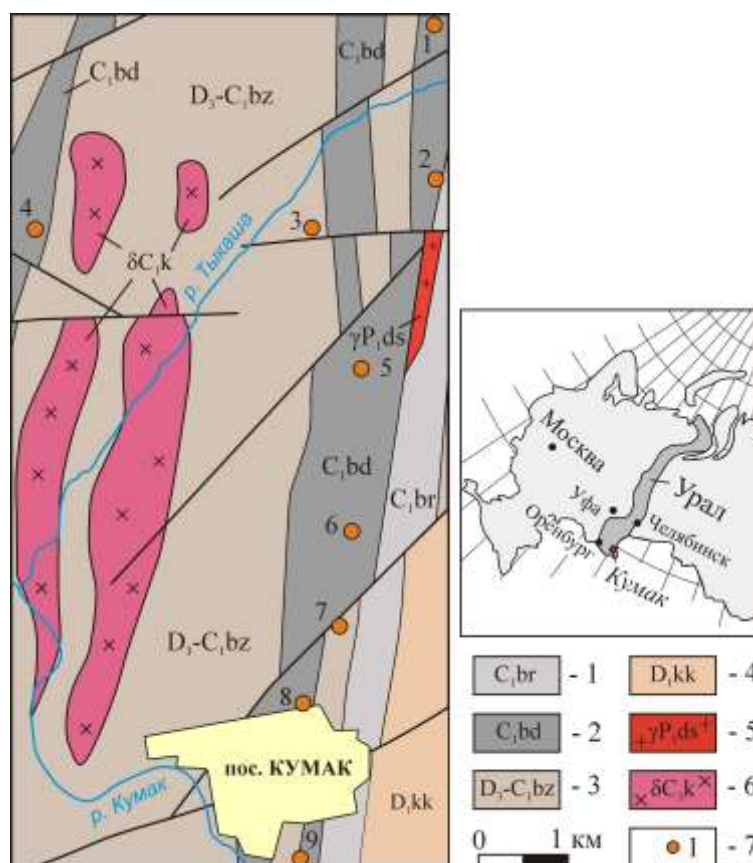 1
C₁bd
C₁bd
D₃-C₁bz
2
4
3
δC₁k
р. Тыкаша
γP₁ds
5
C₁bd
C₁br
6
7
D₃-C₁bz
8
пос. КУМАК
р. Кумак
D₁kk
9
Москва
Урал
Уфа
Челябинск
Оренбург
Кумак
C₁br - 1
D₁kk - 4
C₁bd - 2
γP₁ds - 5
D₃-C₁bz - 3
δC₁k - 6
0 1 км
1 - 7